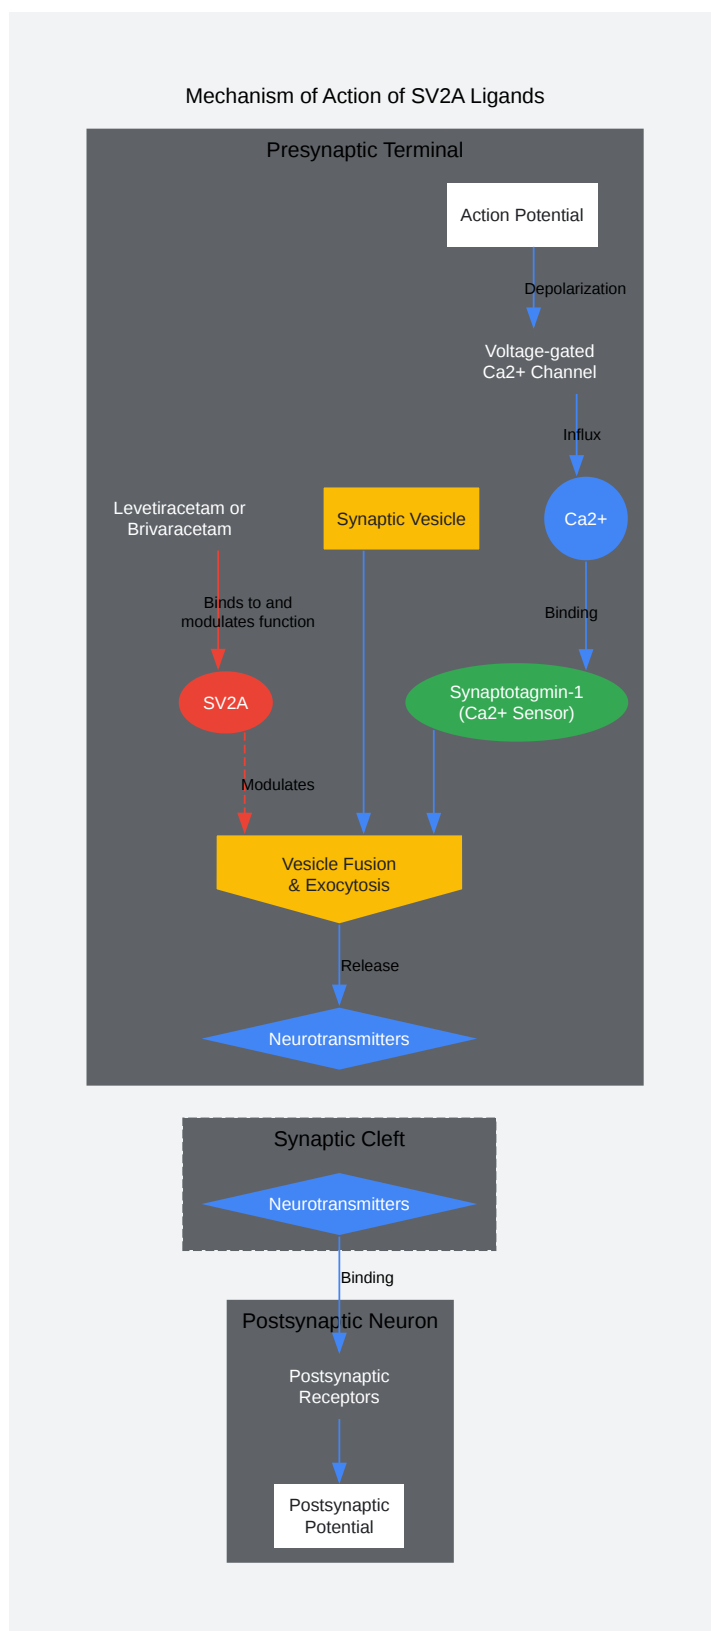 Mechanism of Action of SV2A Ligands
Presynaptic Terminal
Action Potential
Depolarization
Voltage-gated
Ca2+ Channel
Influx
Levetiracetam or
Brivaracetam
Synaptic Vesicle
Ca2+
Binds to and
modulates function
Binding
SV2A
Synaptotagmin-1
(Ca2+ Sensor)
Modulates
Vesicle Fusion
& Exocytosis
Release
Neurotransmitters
Synaptic Cleft
Neurotransmitters
Binding
Postsynaptic Neuron
Postsynaptic
Receptors
Postsynaptic
Potential